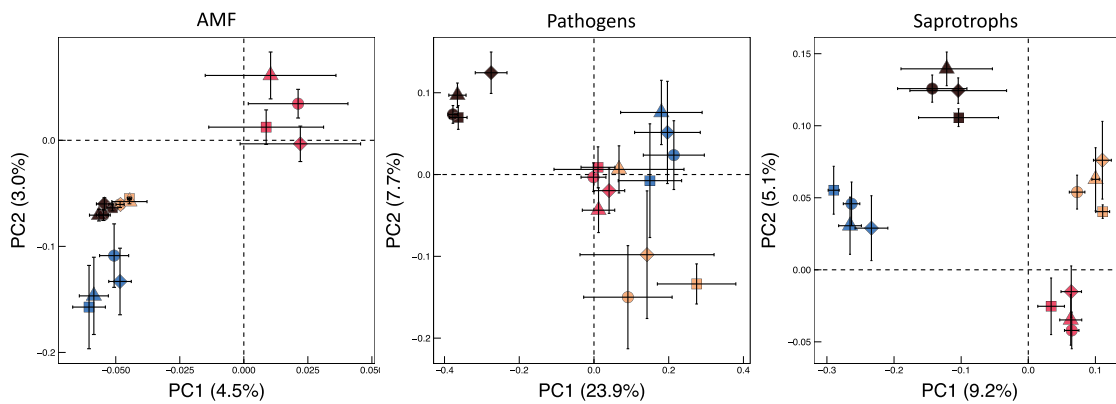 AMF
Pathogens
Saprotrophs
PC2 (3.0%)
0.0
−0.1
−0.2
−0.050
−0.025
0.000
0.025
PC1 (4.5%)
PC2 (7.7%)
0.1
0.0
−0.1
−0.2
−0.4
−0.2
0.0
0.2
0.4
PC1 (23.9%)
PC2 (5.1%)
0.15
0.10
0.05
0.00
−0.05
−0.3
−0.2
−0.1
0.0
0.1
PC1 (9.2%)